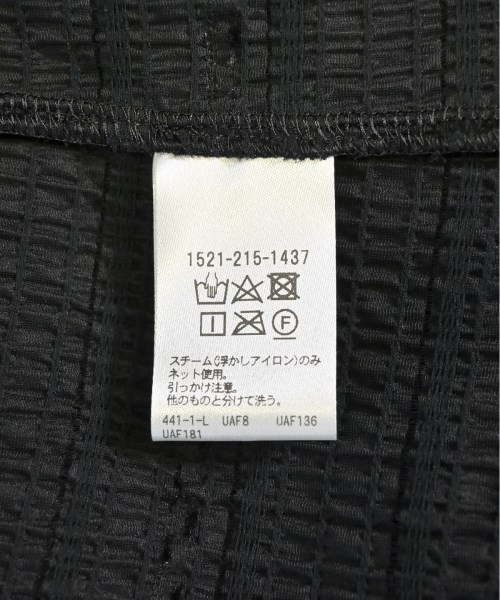 1521-215-1437
F
スチーム(浮かしアイロン)のみ
ネット使用。
引っかけ注意。
他のものと分けて洗う。
441-1-L UAF8 UAF136
UAF181